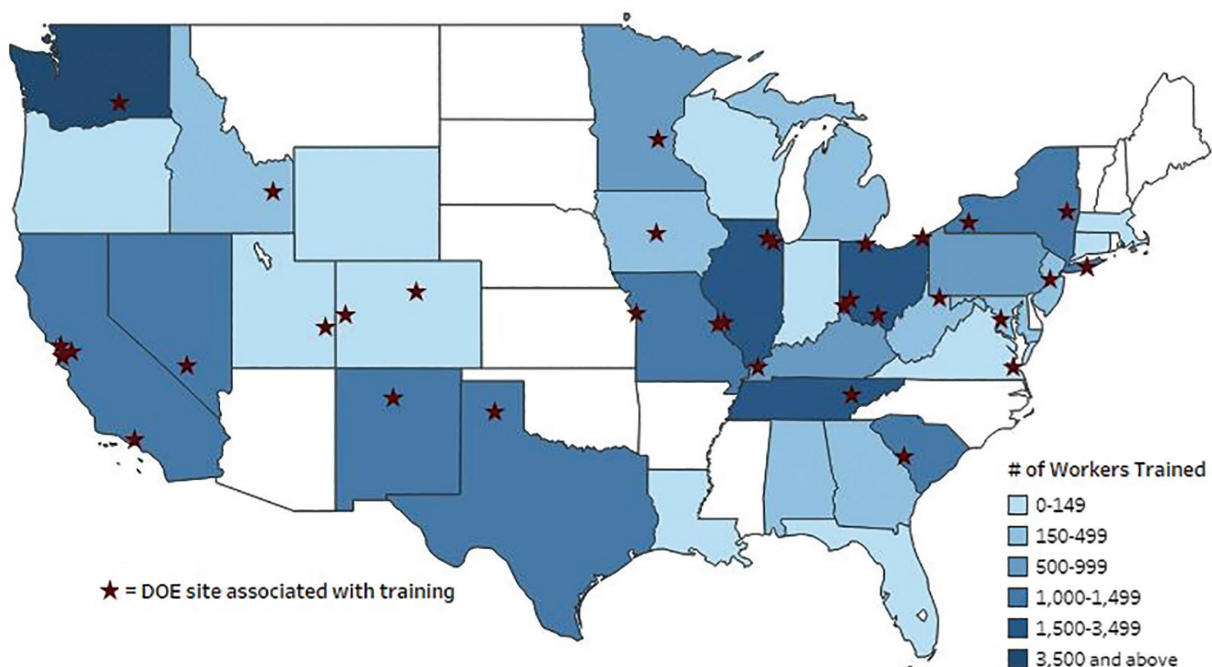 # of Workers Trained
0-149
150-499
500-999
1,000-1,499
1,500-3,499
3,500 and above
★ = DOE site associated with training